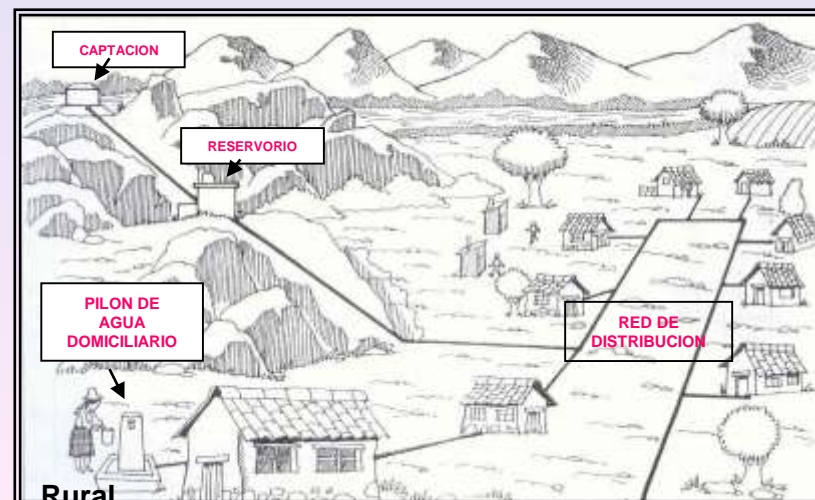 CAPTACION
RESERVORIO
PILON DE
AGUA
DOMICILIARIO
RED DE
DISTRIBUCION
Rural